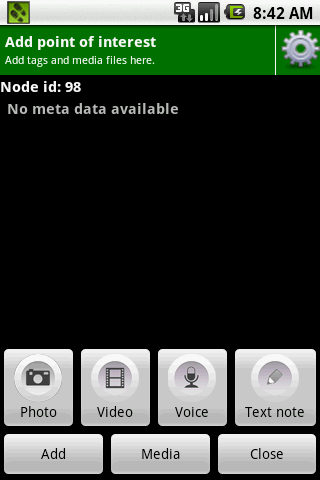 3G
8:42 AM
Add point of interest
Add tags and media files here.
Node id: 98
No meta data available
Photo
Video
Voice
Text note
Add
Media
Close